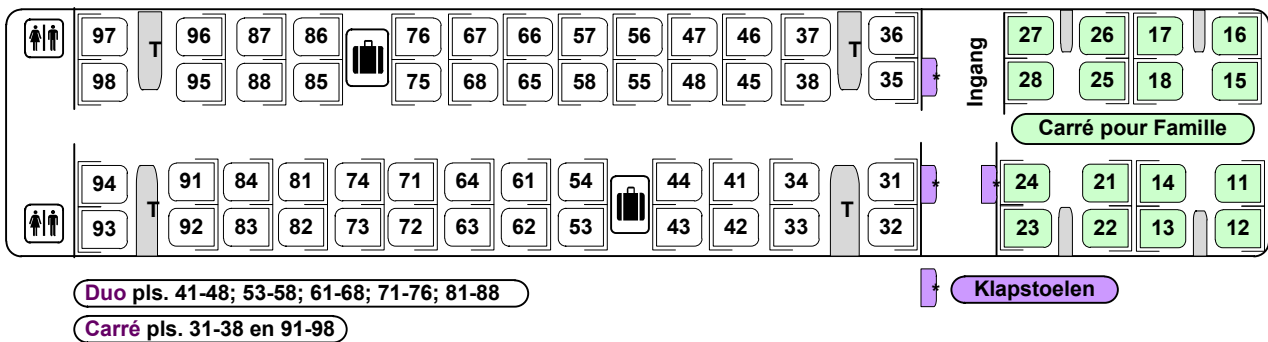 97 T 96 87 86 76 67 66 57 56 47 46 37 T 36 27 26 17 16
98 95 88 85 75 68 65 58 55 48 45 38 35 * Ingang 28 25 18 15
Carré pour Famille
94 T 91 84 81 74 71 64 61 54 44 41 34 T 31 * * 24 21 14 11
93 92 83 82 73 72 63 62 53 43 42 33 32 23 22 13 12
Duo pls. 41-48; 53-58; 61-68; 71-76; 81-88
* Klapstoelen
Carré pls. 31-38 en 91-98